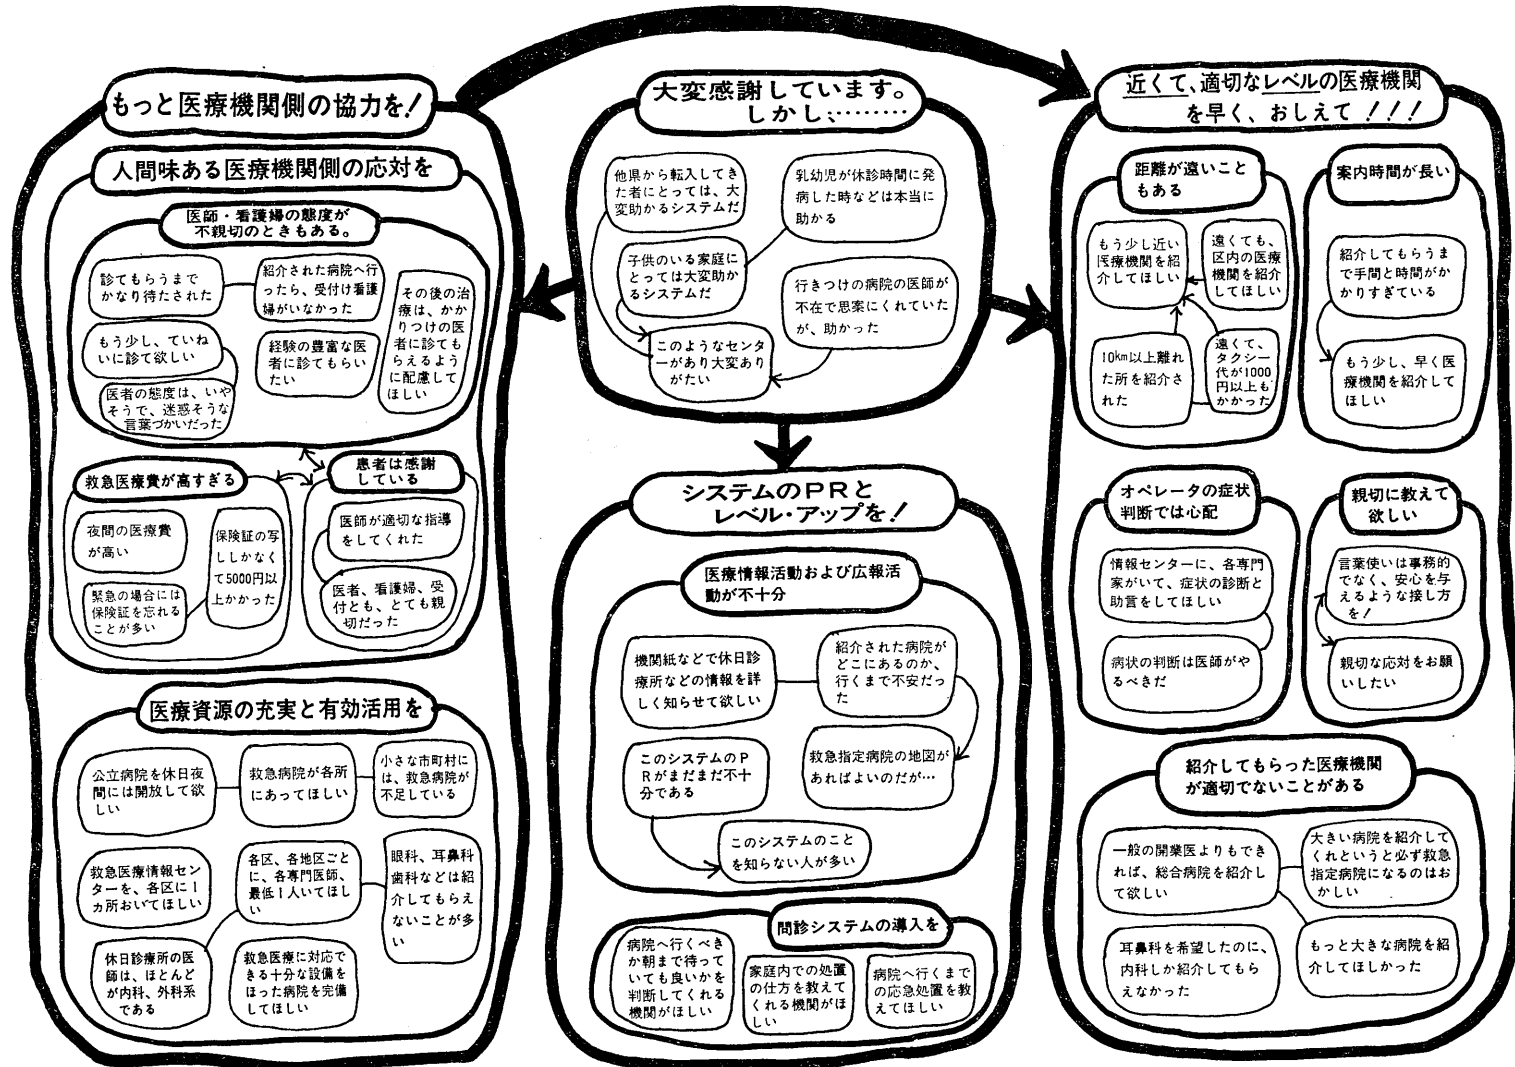 もっと医療機関側の協力を!
人間味ある医療機関側の応対を
医師・看護婦の態度が
不親切のときもある。
診てもらうまで
かなり待たされた
紹介された病院へ行
ったら、受付け看護
婦がいなかった
その後の治
療は、かか
りつけの医
者に診ても
らえるよう
に配慮して
ほしい
もう少し、ていね
いに診て欲しい
経験の豊富な医
者に診てもらい
たい
医者の態度は、いや
そうで、迷惑そうな
言葉づかいだった
救急医療費が高すぎる
夜間の医療費
が高い
保険証の写
ししかなく
て5000円以
上かかった
緊急の場合には
保険証を忘れる
ことが多い
患者は感謝
している
医師が適切な指導
をしてくれた
医者、看護婦、受
付とも、とても親
切だった
医療資源の充実と有効活用を
公立病院を休日夜
間には開放して欲
しい
救急病院が各所
にあってほしい
小さな市町村に
は、救急病院が
不足している
救急医療情報セン
ターを、各区に1
ヵ所おいてほしい
各区、各地区ごと
に、各専門医師、
最低1人いてほし
い
眼科、耳鼻科
歯科などは紹
介してもらえ
ないことが多
い
休日診療所の医
師は、ほとんど
が内科、外科系
である
救急医療に対応で
きる十分な設備を
ほった病院を完備
してほしい
大変感謝しています。
しかし、………
他県から転入してき
た者にとっては、大
変助かるシステムだ
乳幼児が休診時間に発
病した時などは本当に
助かる
子供のいる家庭に
とっては大変助か
るシステムだ
行きつけの病院の医師が
不在で思案にくれていた
が、助かった
このようなセンタ
ーがあり大変あり
がたい
システムのPRと
レベル・アップを!
医療情報活動および広報活
動が不十分
機関紙などで休日診
療所などの情報を詳
しく知らせて欲しい
紹介された病院が
どこにあるのか、
行くまで不安だっ
た
このシステムのP
Rがまだまだ不十
分である
救急指定病院の地図が
あればよいのだが…
このシステムのこと
を知らない人が多い
問診システムの導入を
病院へ行くべき
か朝まで待って
いても良いかを
判断してくれる
機関がほしい
家庭内での処置
の仕方を教えて
くれる機関がほ
しい
病院へ行くまで
の応急処置を教
えてほしい
近くて、適切なレベルの医療機関
を早く、おしえて!!!
距離が遠いこと
もある
もう少し近い
医療機関を紹
介してほしい
遠くても、
区内の医療
機関を紹介
してほしい
10km以上離れ
た所を紹介さ
れた
遠くて、
タクシー
代が1000
円以上も
かかった
案内時間が長い
紹介してもらうま
で手間と時間がか
かりすぎている
もう少し、早く医
療機関を紹介して
ほしい
オペレータの症状
判断では心配
情報センターに、各専門
家がいて、症状の診断と
助言をしてほしい
病状の判断は医師がや
るべきだ
親切に教えて
欲しい
言葉使いは事務的
でなく、安心を与
えるような接し方
を!
親切な応対をお願
いしたい
紹介してもらった医療機関
が適切でないことがある
一般の開業医よりもでき
れば、総合病院を紹介し
て欲しい
大きい病院を紹介して
くれというと必ず救急
指定病院になるのはお
かしい
耳鼻科を希望したのに、
内科しか紹介してもら
えなかった
もっと大きな病院を紹
介してほしかった